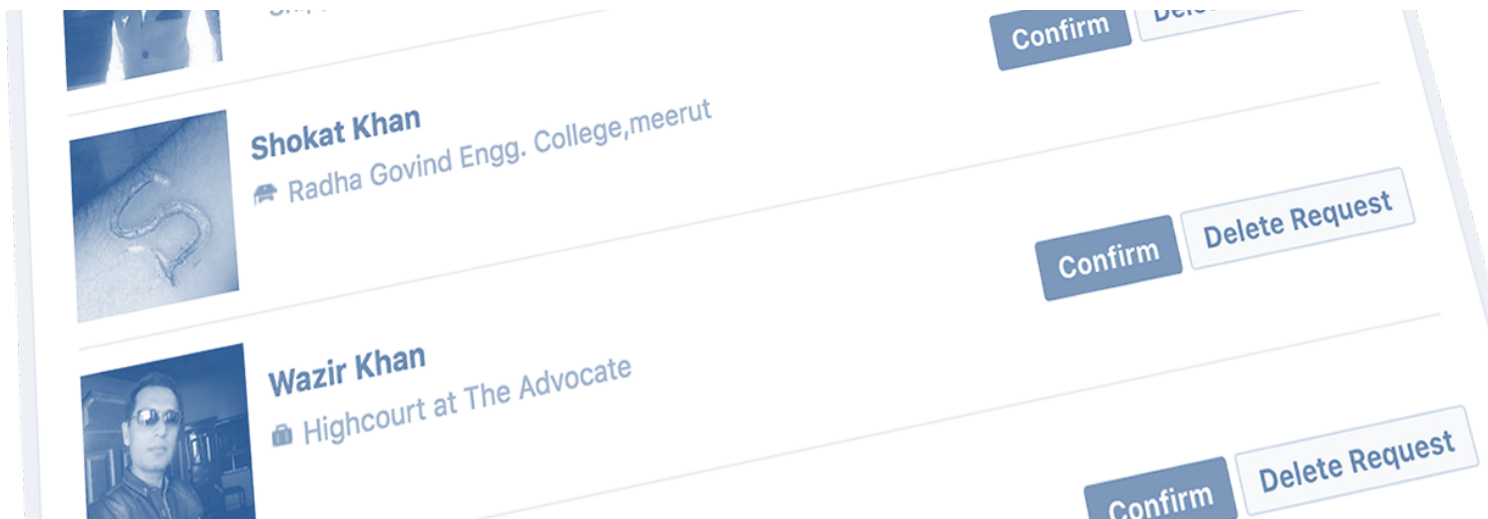 Confirm
Shokat Khan
Radha Govind Engg. College,meerut
Confirm
Delete Request
Wazir Khan
Highcourt at The Advocate
Confirm
Delete Request